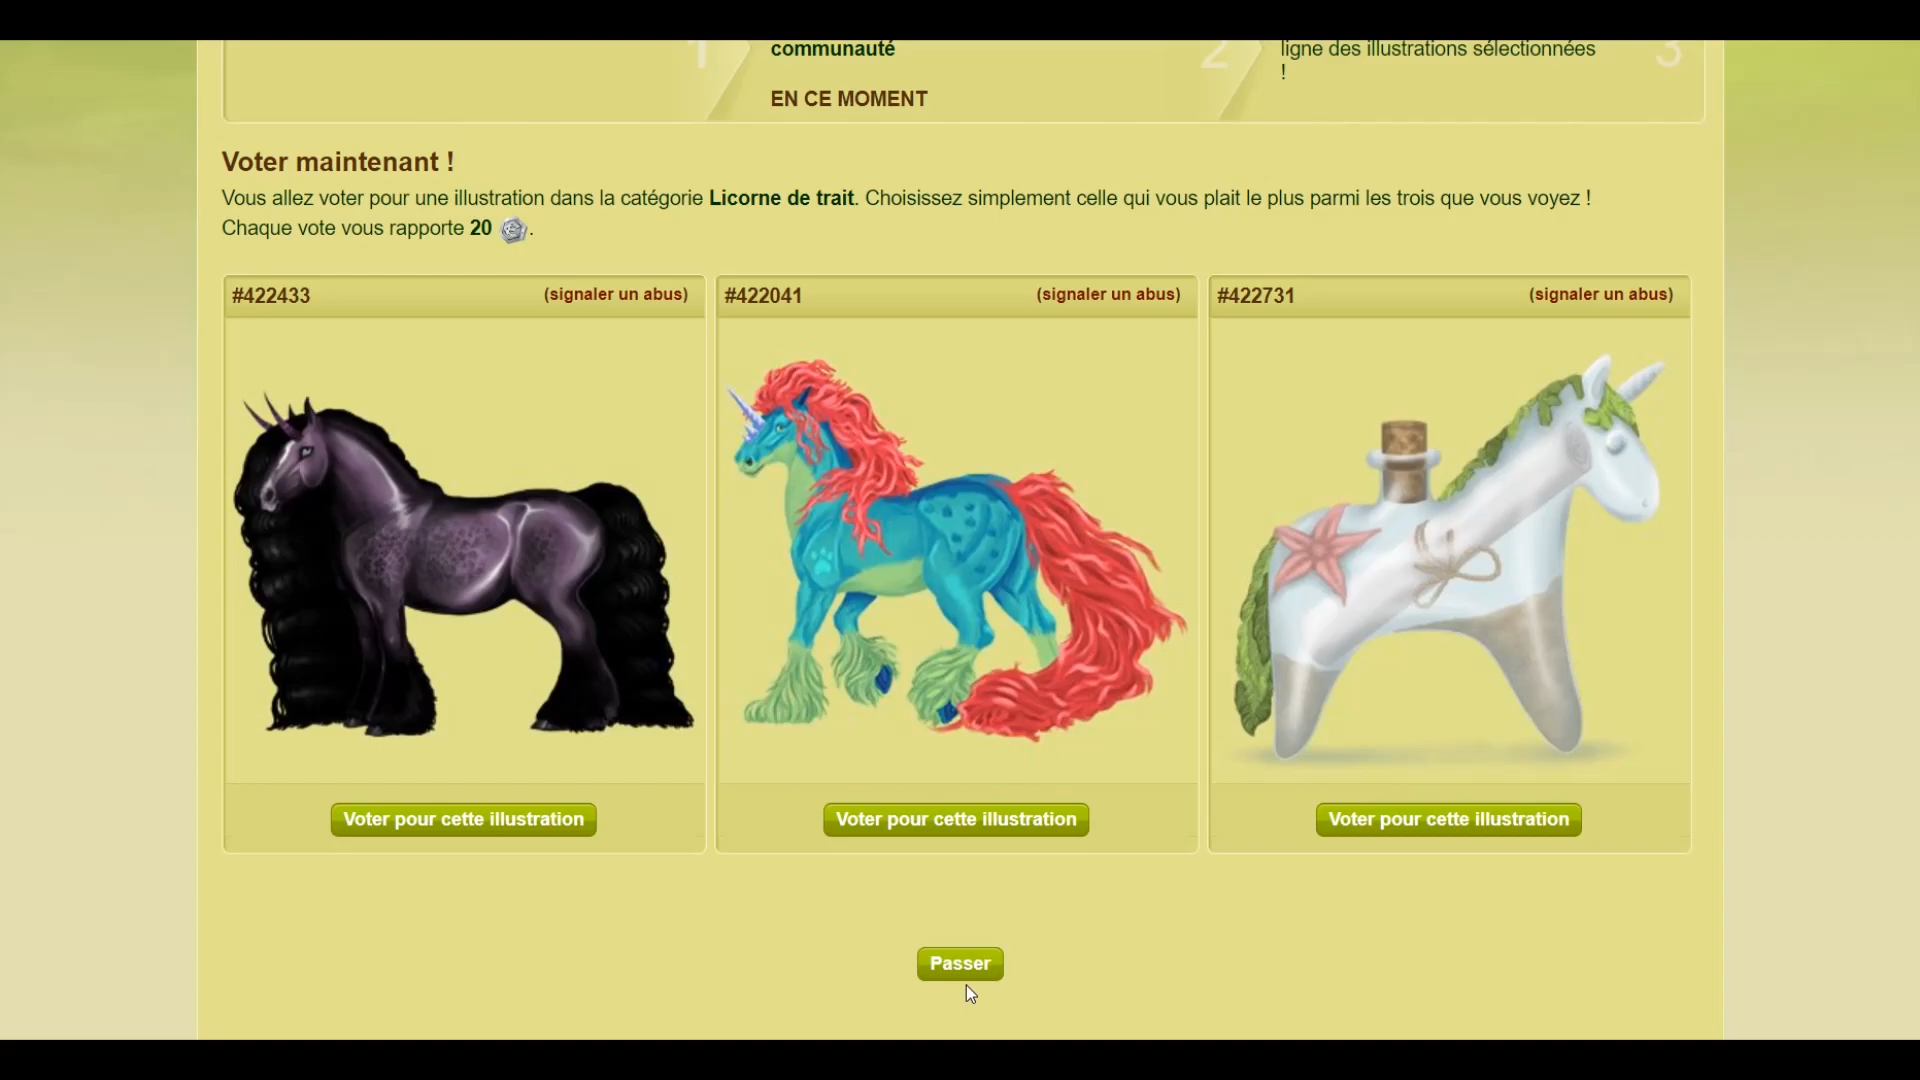 1
communauté
EN CE MOMENT
2
ligne des illustrations sélectionnées
!
3
Voter maintenant !
Vous allez voter pour une illustration dans la catégorie Licorne de trait. Choisissez simplement celle qui vous plait le plus parmi les trois que vous voyez !
Chaque vote vous rapporte 20 .
#422433 (signaler un abus)
#422041 (signaler un abus)
#422731 (signaler un abus)
Voter pour cette illustration
Voter pour cette illustration
Voter pour cette illustration
Passer